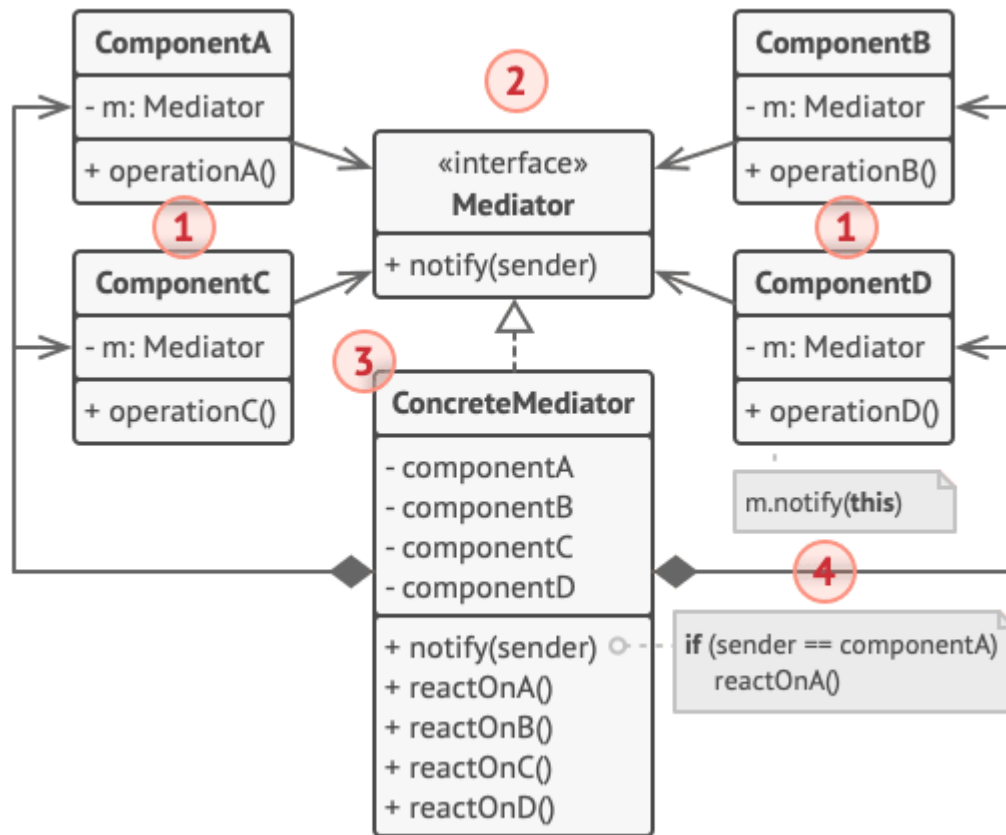 ComponentA
- m: Mediator
+ operationA()
1
ComponentC
- m: Mediator
+ operationC()
2
«interface»
Mediator
+ notify(sender)
3
ConcreteMediator
- componentA
- componentB
- componentC
- componentD
+ notify(sender)
+ reactOnA()
+ reactOnB()
+ reactOnC()
+ reactOnD()
ComponentB
- m: Mediator
+ operationB()
1
ComponentD
- m: Mediator
+ operationD()
m.notify(this)
4
if (sender == componentA)
reactOnA()